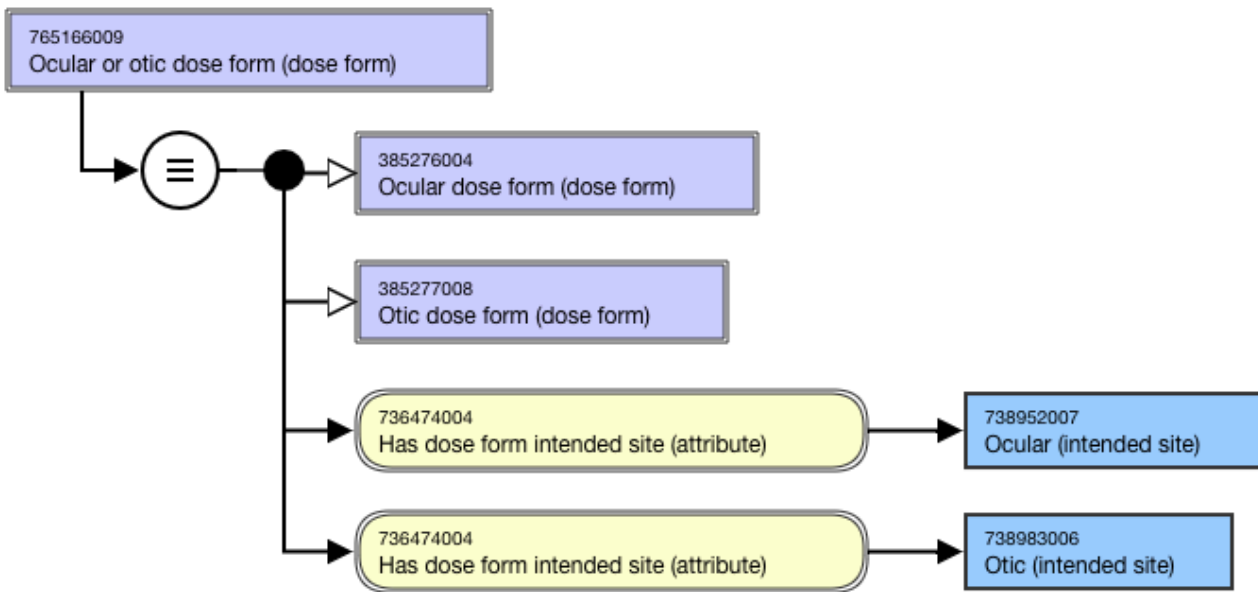 765166009
Ocular or otic dose form (dose form)
385276004
Ocular dose form (dose form)
385277008
Otic dose form (dose form)
736474004
Has dose form intended site (attribute)
738952007
Ocular (intended site)
736474004
Has dose form intended site (attribute)
738983006
Otic (intended site)